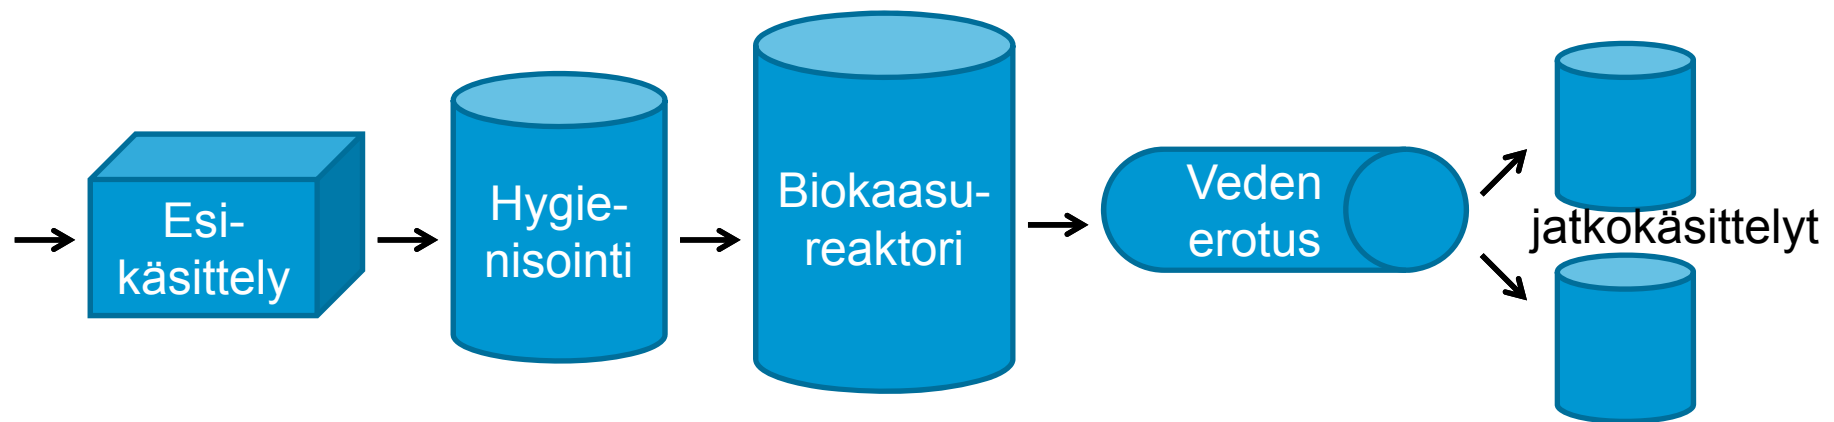 Esi-
käsittely
Hygie-
nisointi
Biokaasu-
reaktori
Veden
erotus
jatkokäsittelyt